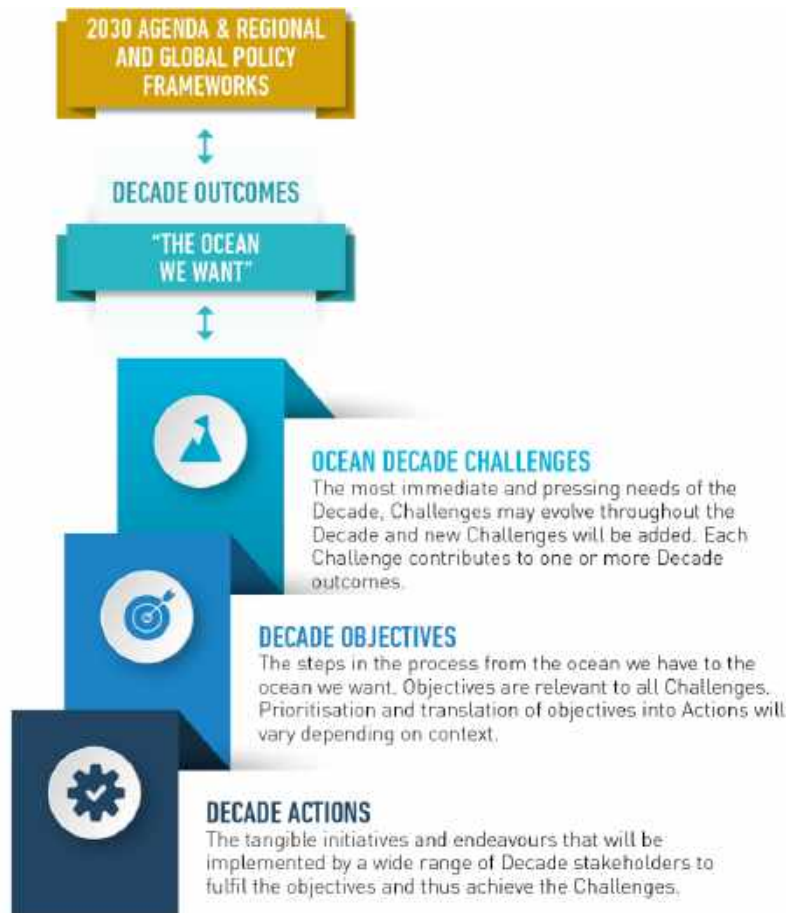 2030 AGENDA & REGIONAL
AND GLOBAL POLICY
FRAMEWORKS
DECADE OUTCOMES
"THE OCEAN
WE WANT"
OCEAN DECADE CHALLENGES
The most immediate and pressing needs of the
Decade, Challenges may evolve throughout the
Decade and new Challenges will be added. Each
Challenge contributes to one or more Decade
outcomes.
DECADE OBJECTIVES
The steps in the process from the ocean we have to the
ocean we want. Objectives are relevant to all Challenges.
Prioritisation and translation of objectives into Actions will
vary depending on context.
DECADE ACTIONS
The tangible initiatives and endeavours that will be
implemented by a wide range of Decade stakeholders to
fulfil the objectives and thus achieve the Challenges.